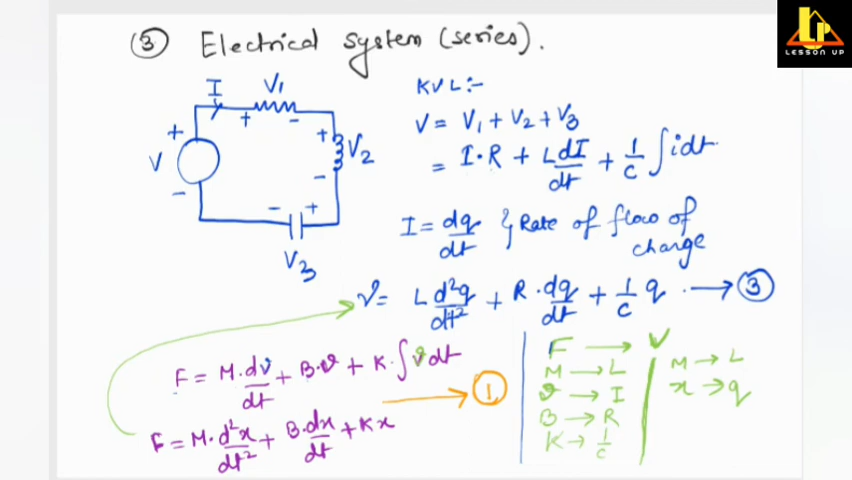 (3) Electrical system (series).
LESSON UP
I V₁
+ -
V + -
+ V₂ -
- +
V₃
KVL :-
V = V₁ + V₂ + V₃
= I·R + L dI/dt + 1/C ∫idt
I = dq/dt } Rate of flow of
charge
V = L d²q/dt² + R·dq/dt + 1/C q → (3)
F = M·dv/dt + B·v + K·∫v dt
F = M·d²x/dt² + B·dx/dt + Kx → (1)
F → V
M → L
v → I
B → R
K → 1/C
M → L
x → q